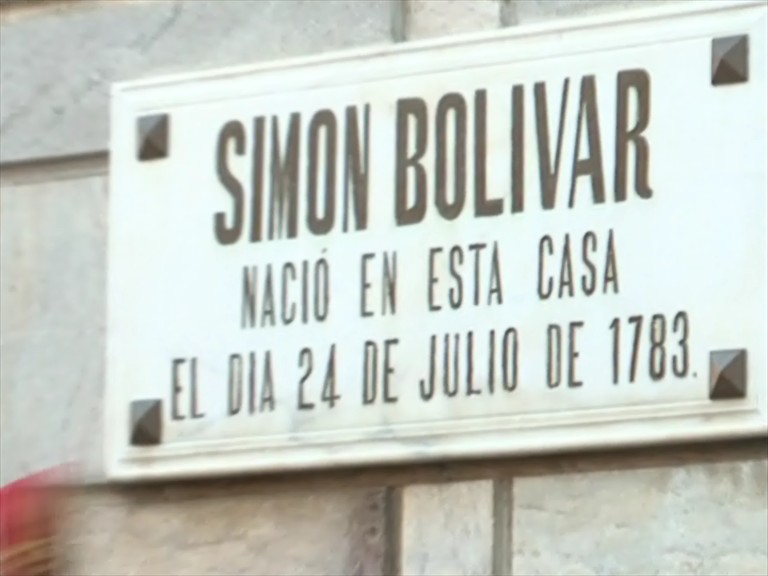 SIMON BOLIVAR
NACIÓ EN ESTA CASA
EL DIA 24 DE JULIO DE 1783.